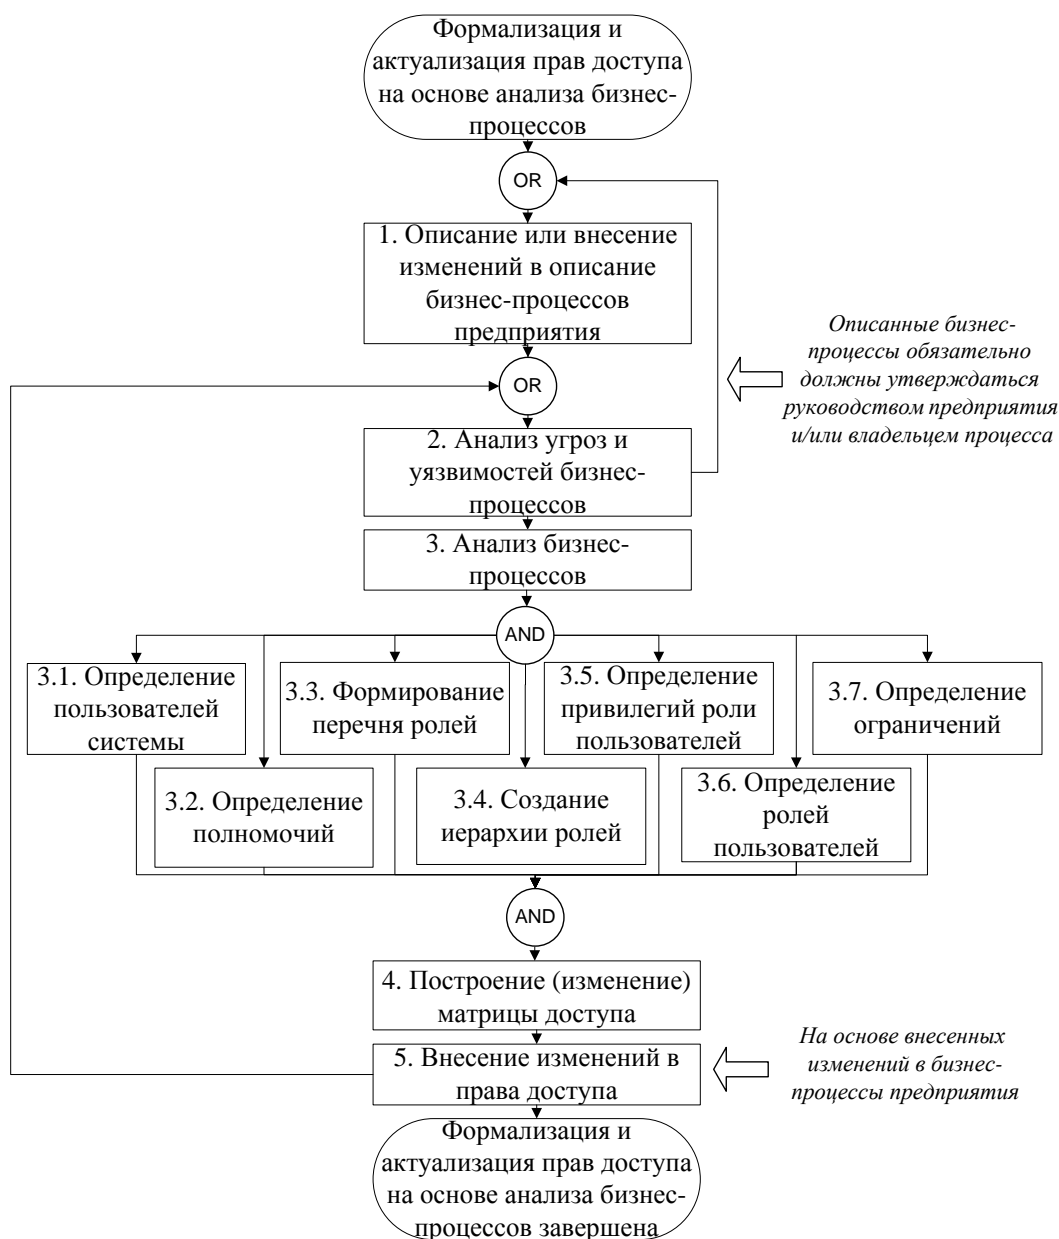 Формализация и
актуализация прав доступа
на основе анализа бизнес-
процессов
OR
1. Описание или внесение
изменений в описание
бизнес-процессов
предприятия
Описанные бизнес-
процессы обязательно
должны утверждаться
руководством предприятия
и/или владельцем процесса
OR
2. Анализ угроз и
уязвимостей бизнес-
процессов
3. Анализ бизнес-
процессов
AND
3.1. Определение
пользователей
системы
3.3. Формирование
перечня ролей
3.5. Определение
привилегий роли
пользователей
3.7. Определение
ограничений
3.2. Определение
полномочий
3.4. Создание
иерархии ролей
3.6. Определение
ролей
пользователей
AND
4. Построение (изменение)
матрицы доступа
5. Внесение изменений в
права доступа
На основе внесенных
изменений в бизнес-
процессы предприятия
Формализация и
актуализация прав доступа
на основе анализа бизнес-
процессов завершена